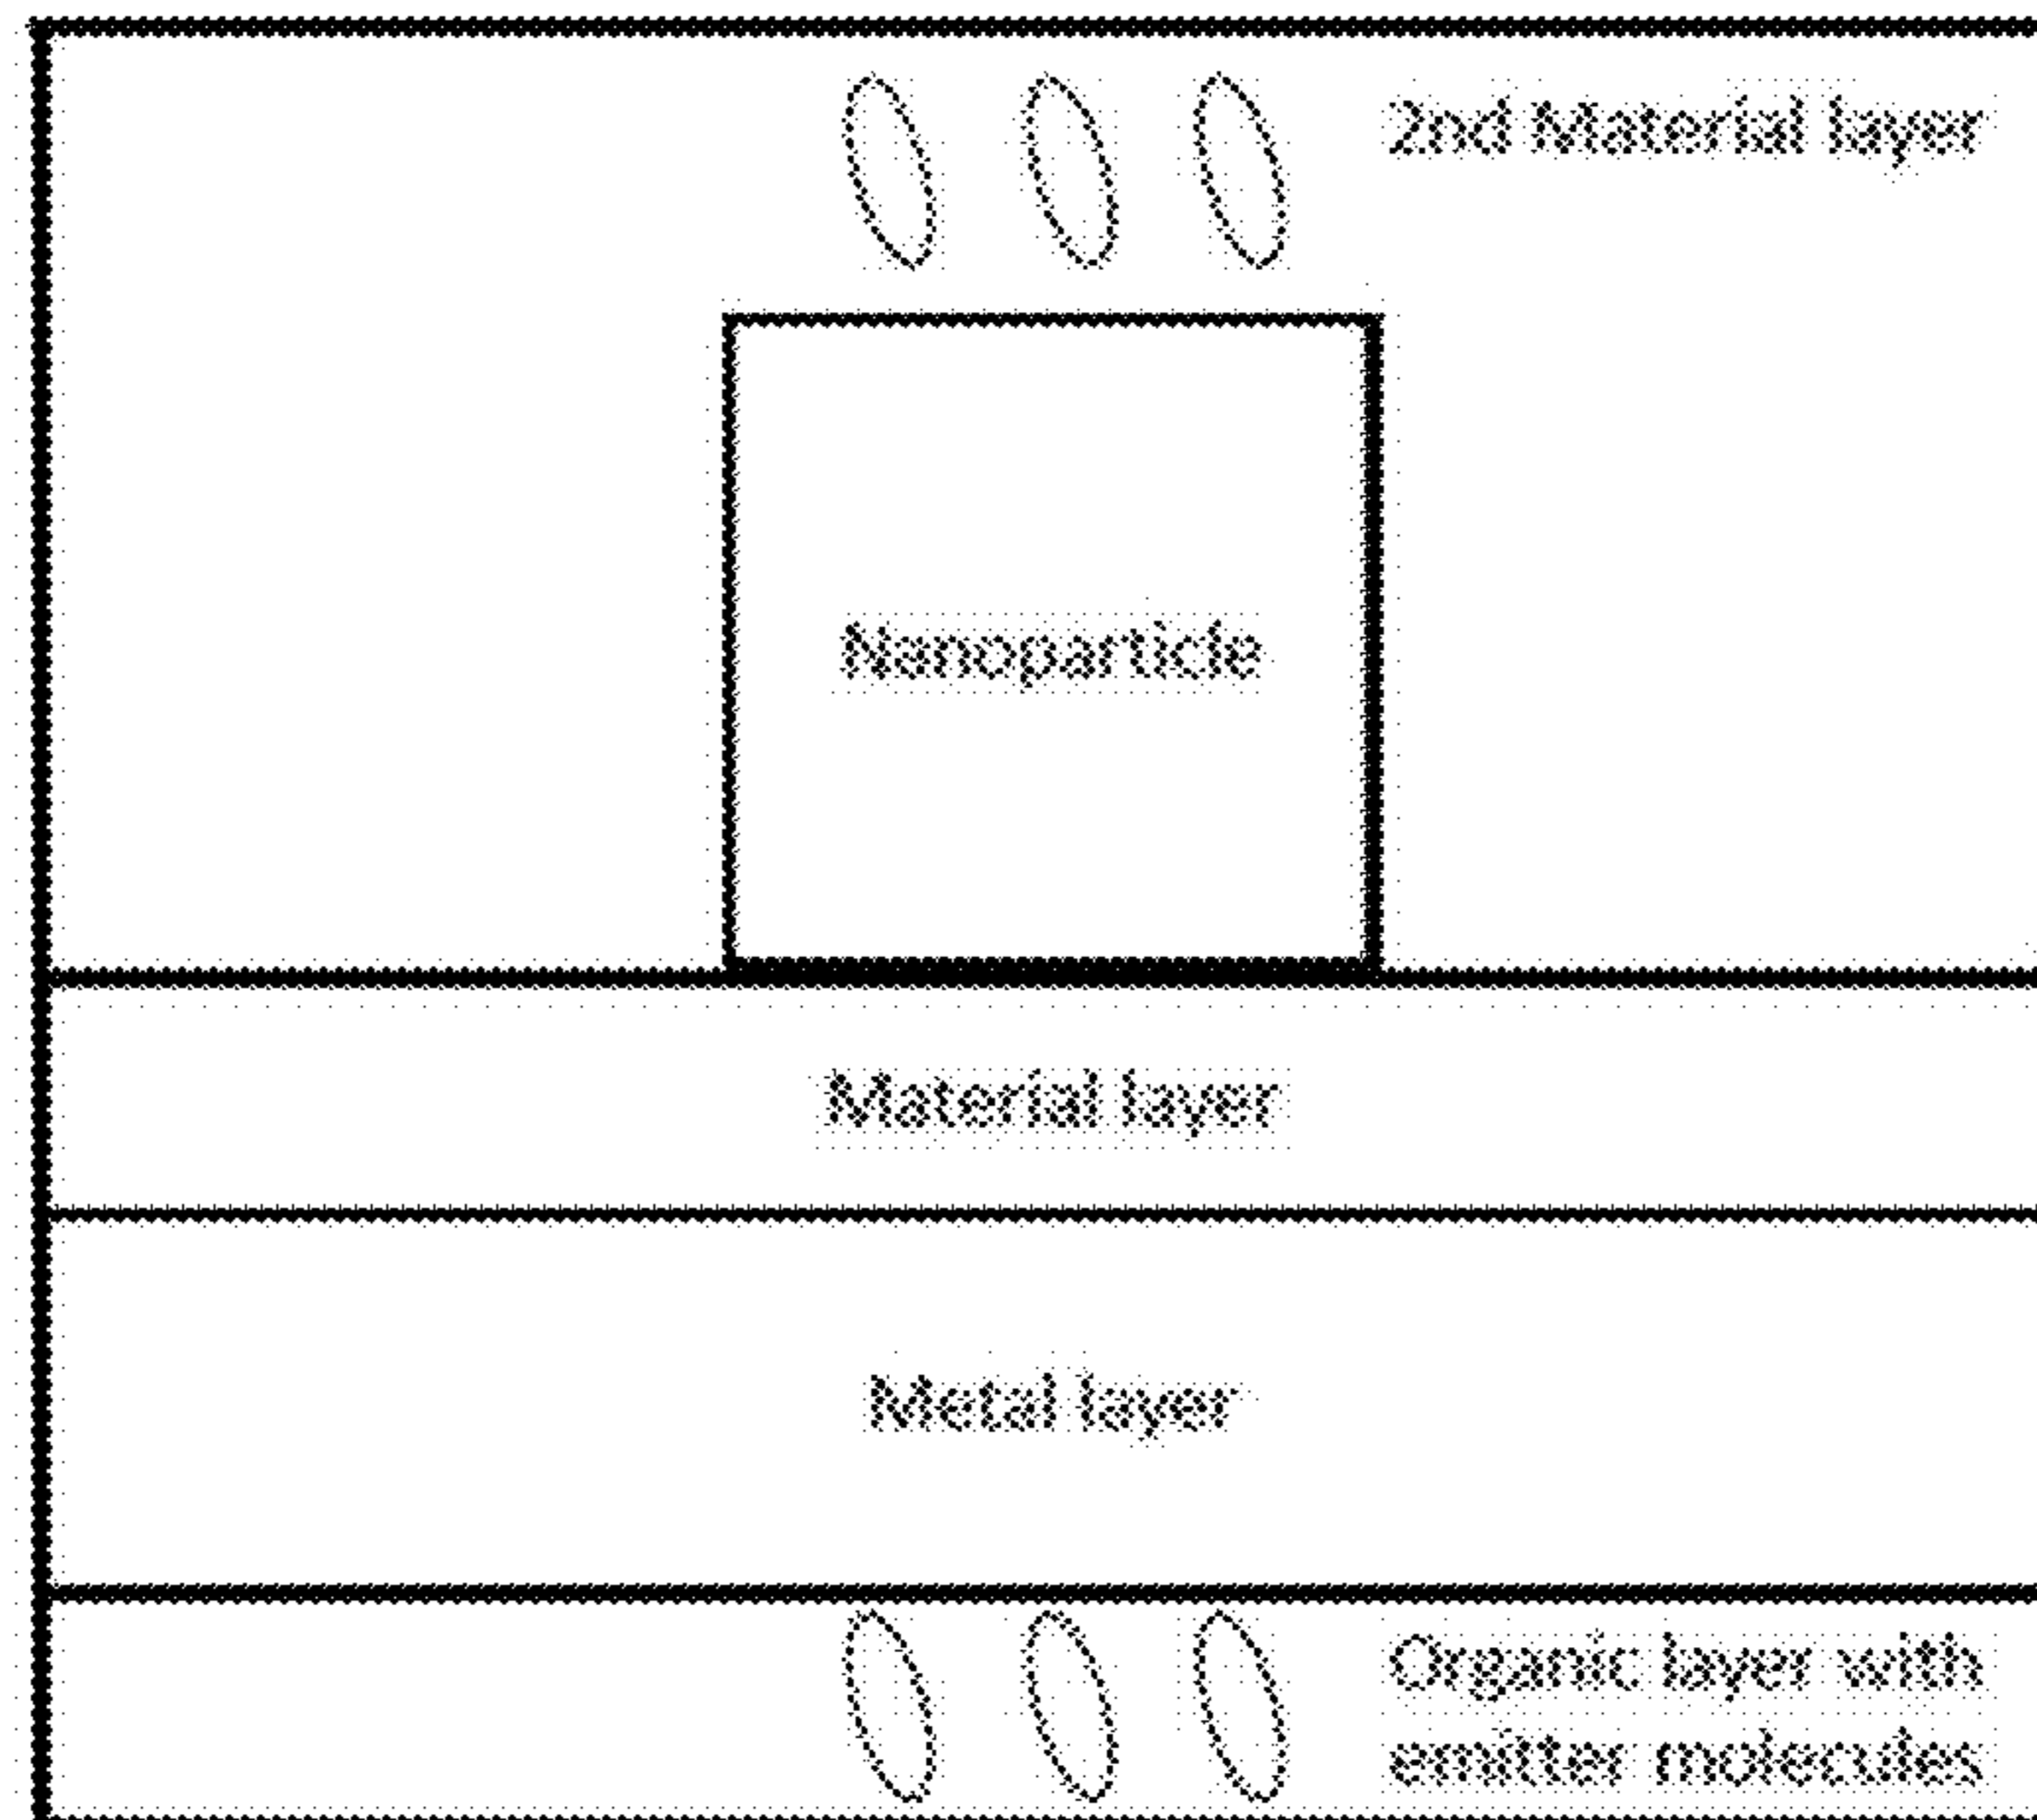 2nd Material layer
Nanoparticle
Material layer
Metal layer
Organic layer with
emitter molecules